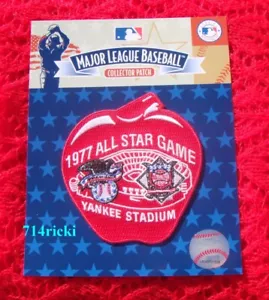 MAJOR LEAGUE BASEBALL
COLLECTOR PATCH
1977 ALL STAR GAME
YANKEE STADIUM
714ricki